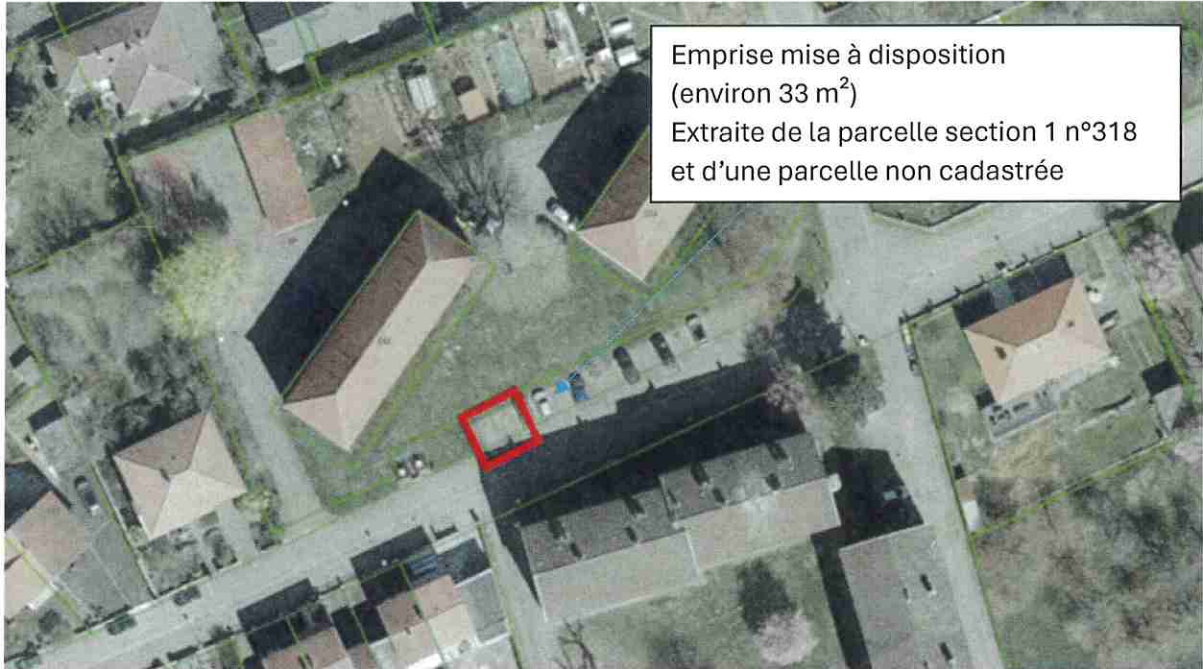 Emprise mise à disposition
(environ 33 m²)
Extraite de la parcelle section 1 n°318
et d'une parcelle non cadastrée